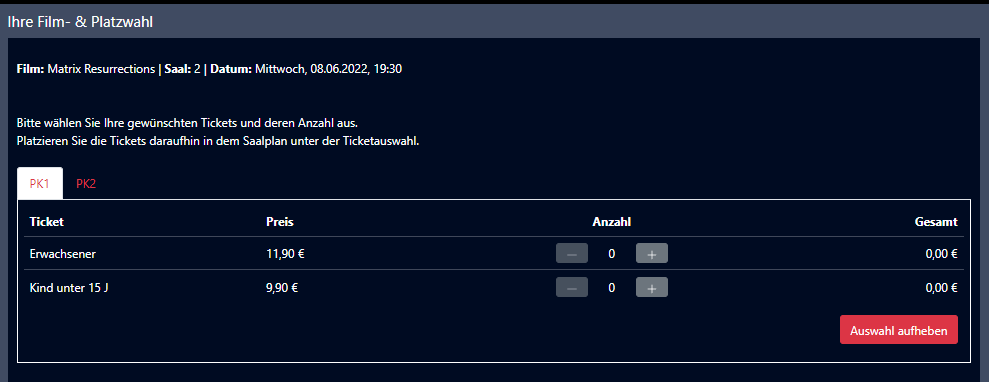 Ihre Film- & Platzwahl
Film: Matrix Resurrections | Saal: 2 | Datum: Mittwoch, 08.06.2022, 19:30
Bitte wählen Sie Ihre gewünschten Tickets und deren Anzahl aus.
Platzieren Sie die Tickets daraufhin in dem Saalplan unter der Ticketauswahl.
PK1 PK2
Ticket Preis Anzahl Gesamt
Erwachsener 11,90 € — 0 + 0,00 €
Kind unter 15 J 9,90 € — 0 + 0,00 €
Auswahl aufheben